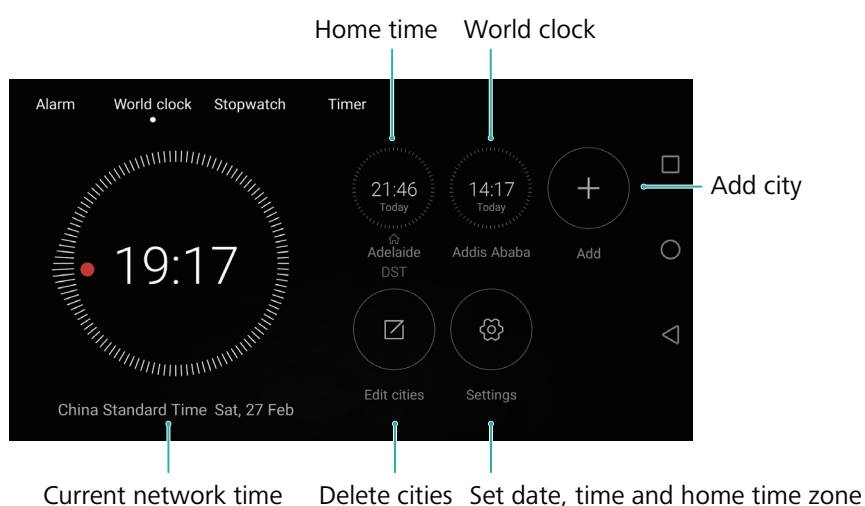 Home time World clock
Alarm World clock Stopwatch Timer
21:46 14:17
Today Today
Add city
19:17
Adelaide Addis Ababa Add
DST
Edit cities Settings
China Standard Time Sat, 27 Feb
Current network time Delete cities Set date, time and home time zone